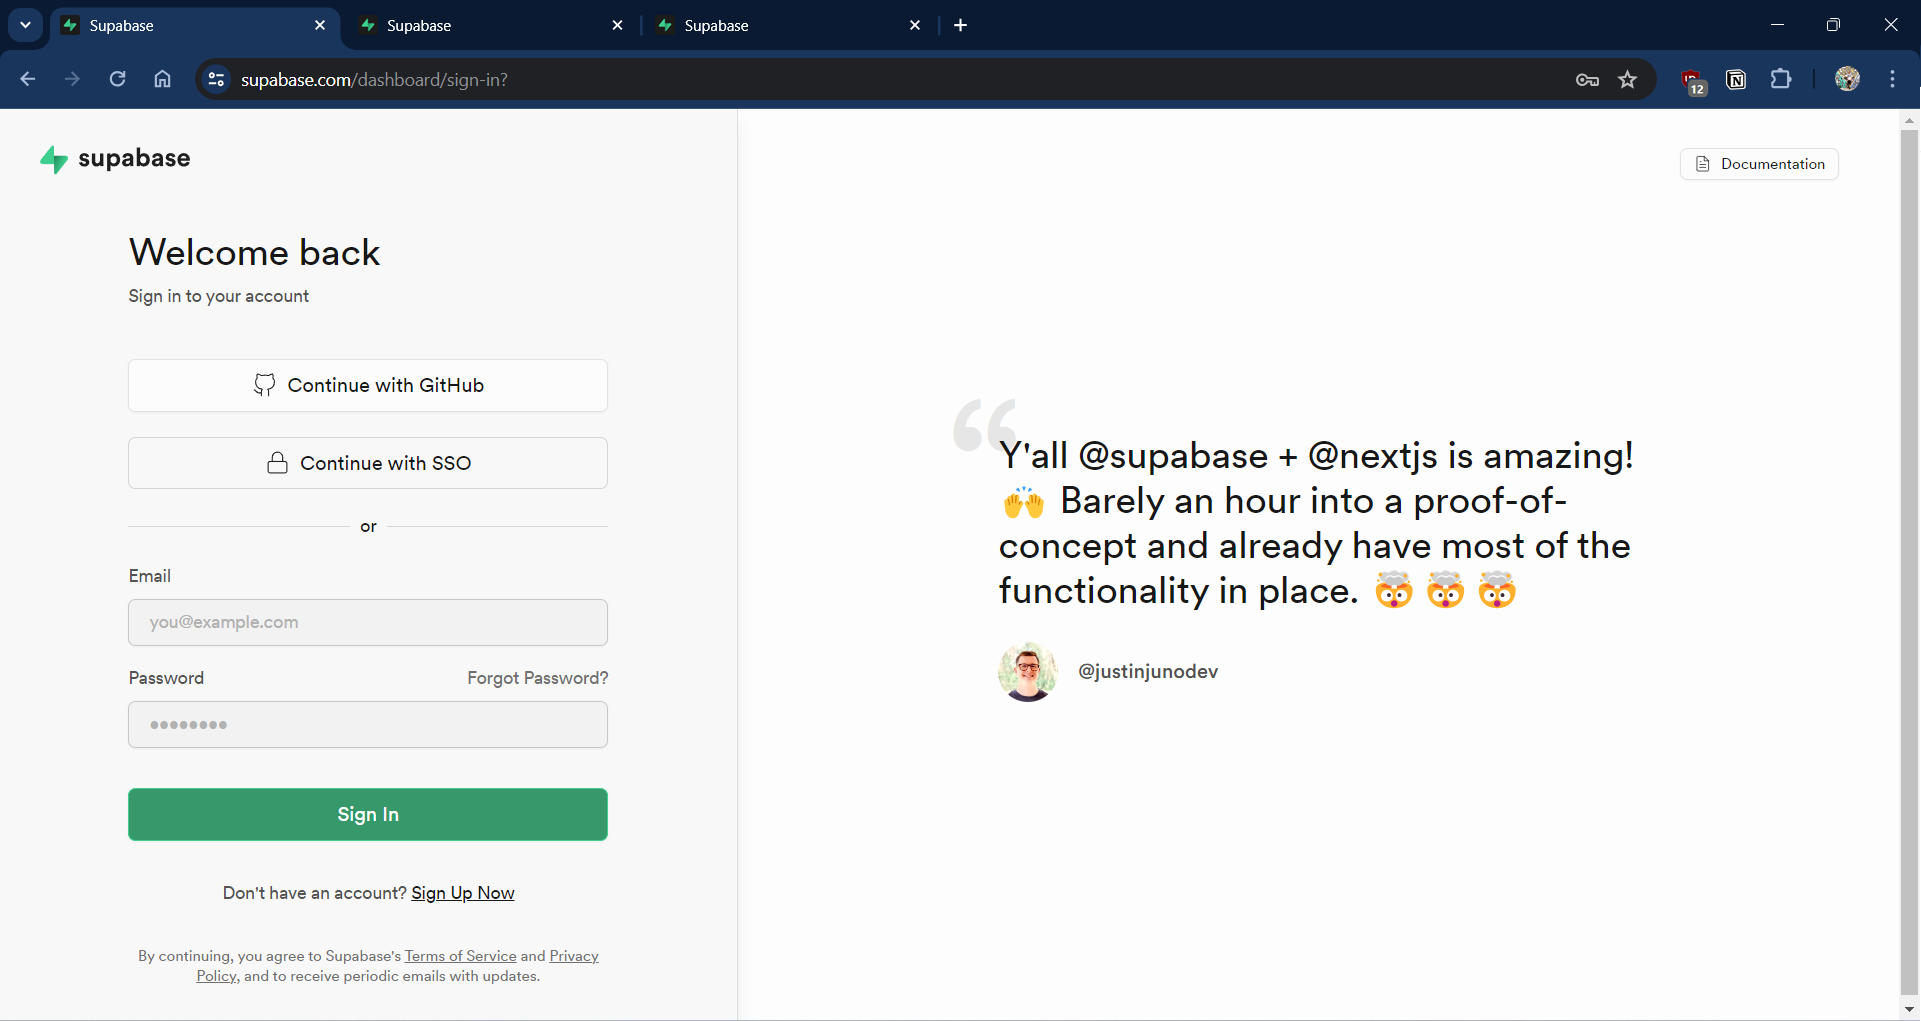 Supabase
Supabase
Supabase
supabase.com/dashboard/sign-in?
12
supabase
Documentation
Welcome back
Sign in to your account
Continue with GitHub
Continue with SSO
or
Email
you@example.com
Password
Forgot Password?
Sign In
Don't have an account? Sign Up Now
By continuing, you agree to Supabase's Terms of Service and Privacy
Policy, and to receive periodic emails with updates.
“
Y'all @supabase + @nextjs is amazing!
🙌 Barely an hour into a proof-of-
concept and already have most of the
functionality in place. 🤯 🤯 🤯
@justinjunodev